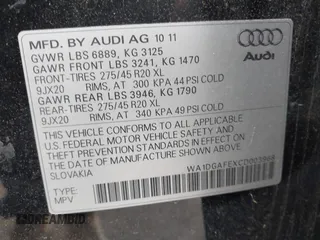 MFD. BY AUDI AG 10 11
GVWR LBS 6889, KG 3125
GAWR FRONT LBS 3241, KG 1470
FRONT-TIRES 275/45 R20 XL
9JX20 RIMS, AT 300 KPA 44 PSI COLD
GAWR REAR LBS 3946, KG 1790
REAR-TIRES 275/45 R20 XL
9JX20 RIMS, AT 340 KPA 49 PSI COLD
Audi
THIS VEHICLE CONFORMS TO ALL APPLICABLE
U.S. FEDERAL MOTOR VEHICLE SAFETY
STANDARDS IN EFFECT ON THE DATE OF
MANUFACTURE SHOWN ABOVE.
SLOVAKIA
TYPE:
MPV
DREAMBID